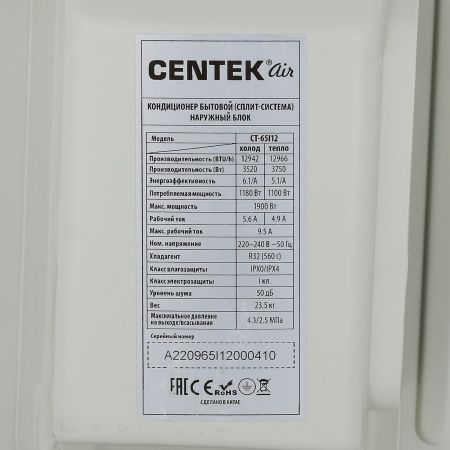 CENTEK® air
КОНДИЦИОНЕР БЫТОВОЙ (СПЛИТ-СИСТЕМА)
НАРУЖНЫЙ БЛОК
Модель CT-65I12
холод тепло
Производительность (BTU/h) 12942 12966
Производительность (Вт) 3520 3750
Энергоэффективность 6.1/A 5.1/A
Потребляемая мощность 1180 Вт 1100 Вт
Макс. мощность 1900 Вт
Рабочий ток 5.6 А 4.9 А
Макс. рабочий ток 9.5 А
Ном. напряжение 220~240 В ~50 Гц
Хладагент R32 (560 г)
Класс влагозащиты IPX0/IPX4
Класс электрозащиты I кл.
Уровень шума 50 дБ
Вес 23.5 кг
Максимальное давление
на выходе/всасывания 4.3/2.5 МПа
Серийный номер
A220965I12000410
EAC CE RoHS
СДЕЛАНО В КИТАЕ